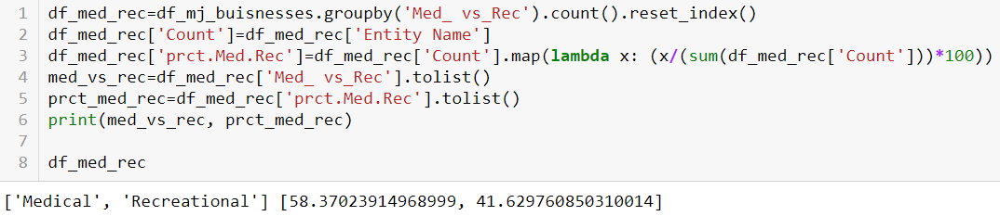 1 df_med_rec=df_mj_buisnesses.groupby('Med_ vs_Rec').count().reset_index()
2 df_med_rec['Count']=df_med_rec['Entity Name']
3 df_med_rec['prct.Med.Rec']=df_med_rec['Count'].map(lambda x: (x/(sum(df_med_rec['Count']))*100))
4 med_vs_rec=df_med_rec['Med_ vs_Rec'].tolist()
5 prct_med_rec=df_med_rec['prct.Med.Rec'].tolist()
6 print(med_vs_rec, prct_med_rec)
7
8 df_med_rec
['Medical', 'Recreational'] [58.37023914968999, 41.629760850310014]